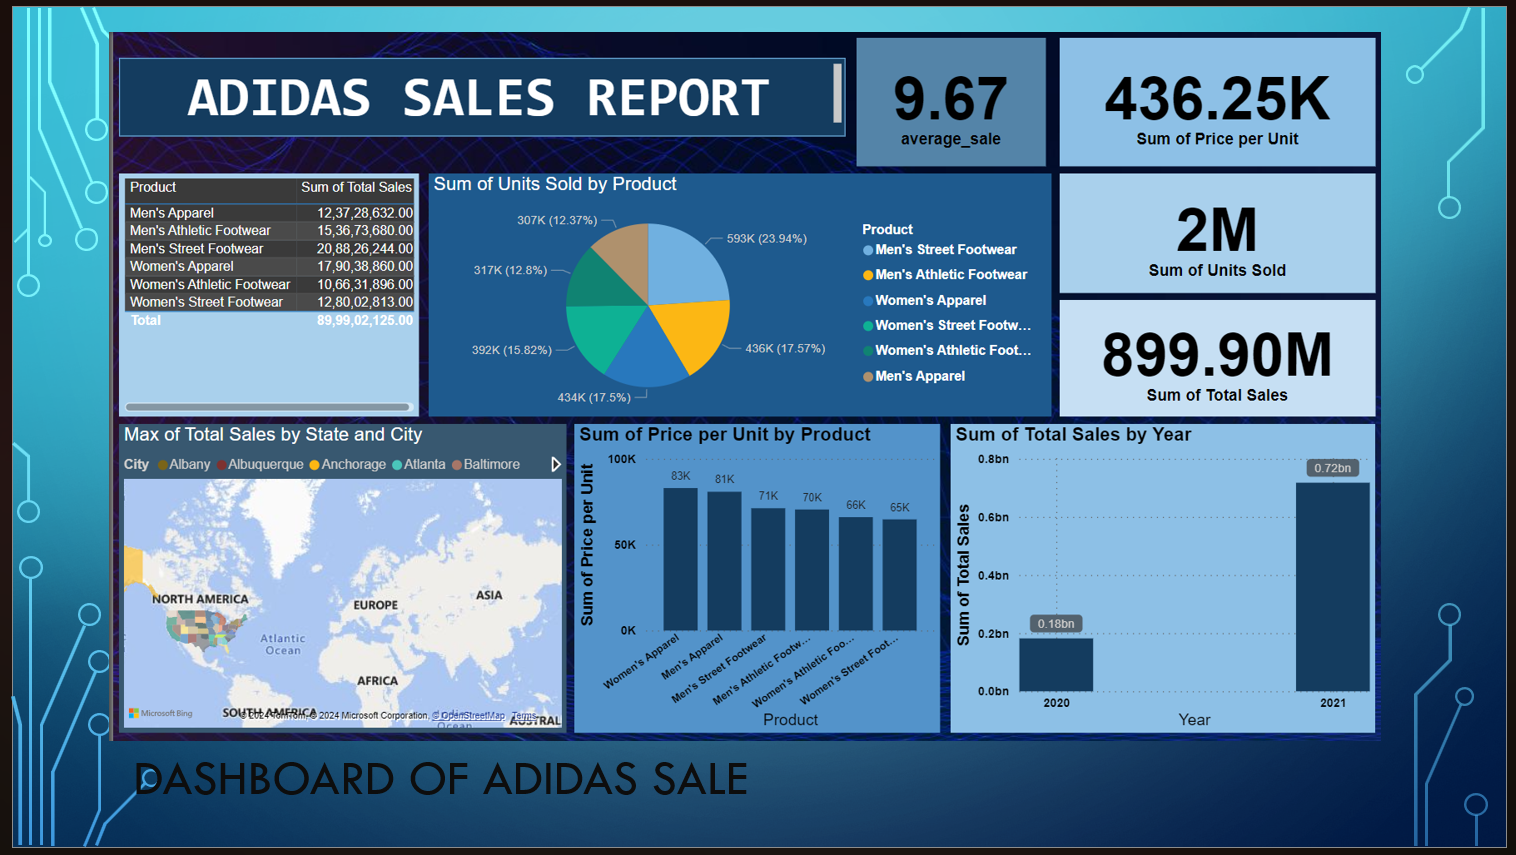 ADIDAS SALES REPORT
9.67
average_sale
436.25K
Sum of Price per Unit
Product Sum of Total Sales
Men's Apparel 12,37,28,632.00
Men's Athletic Footwear 15,36,73,680.00
Men's Street Footwear 20,88,26,244.00
Women's Apparel 17,90,38,860.00
Women's Athletic Footwear 10,66,31,896.00
Women's Street Footwear 12,80,02,813.00
Total 89,99,02,125.00
Sum of Units Sold by Product
307K (12.37%)
593K (23.94%)
317K (12.8%)
392K (15.82%)
436K (17.57%)
434K (17.5%)
Product
Men's Street Footwear
Men's Athletic Footwear
Women's Apparel
Women's Street Footw...
Women's Athletic Foot...
Men's Apparel
2M
Sum of Units Sold
899.90M
Sum of Total Sales
Max of Total Sales by State and City
City Albany Albuquerque Anchorage Atlanta Baltimore
NORTH AMERICA
EUROPE
ASIA
Atlantic
Ocean
AFRICA
SOUTH AMERICA
Microsoft Bing
© 2024 TomTom, © 2024 Microsoft Corporation, © OpenStreetMap Terms
Ocean
AUSTRAL
Sum of Price per Unit by Product
Sum of Price per Unit
100K
50K
0K
83K
81K
71K
70K
66K
65K
Women's Apparel
Men's Apparel
Men's Street Footwear
Men's Athletic Footw...
Women's Athletic Foo...
Women's Street Foot...
Product
Sum of Total Sales by Year
Sum of Total Sales
0.8bn
0.6bn
0.4bn
0.2bn
0.0bn
0.18bn
0.72bn
2020
2021
Year
DASHBOARD OF ADIDAS SALE